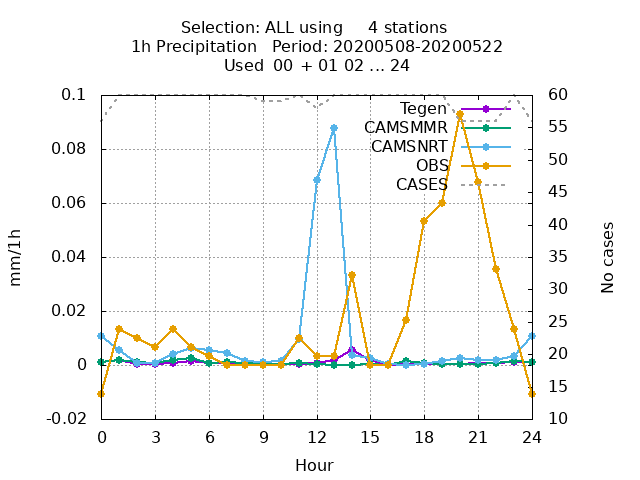 Selection: ALL using     4 stations
1h Precipitation   Period: 20200508-20200522
Used  00 + 01 02 ... 24
0.1
0.08
0.06
0.04
0.02
0
-0.02
mm/1h
60
55
50
45
40
35
30
25
20
15
10
No cases
Tegen
CAMSMMR
CAMSNRT
OBS
CASES
0 3 6 9 12 15 18 21 24
Hour